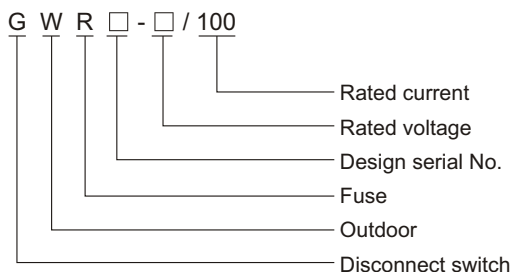 G W R □ - □ / 100
Rated current
Rated voltage
Design serial No.
Fuse
Outdoor
Disconnect switch